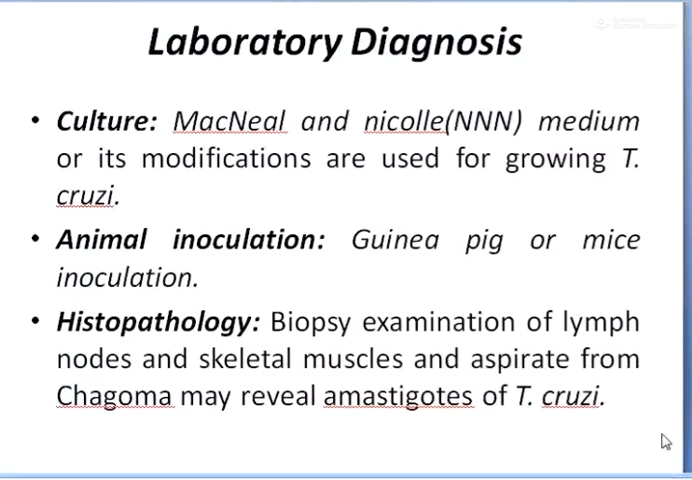 Laboratory Diagnosis
• Culture: MacNeal and nicolle(NNN) medium
or its modifications are used for growing T.
cruzi.
• Animal inoculation: Guinea pig or mice
inoculation.
• Histopathology: Biopsy examination of lymph
nodes and skeletal muscles and aspirate from
Chagoma may reveal amastigotes of T. cruzi.